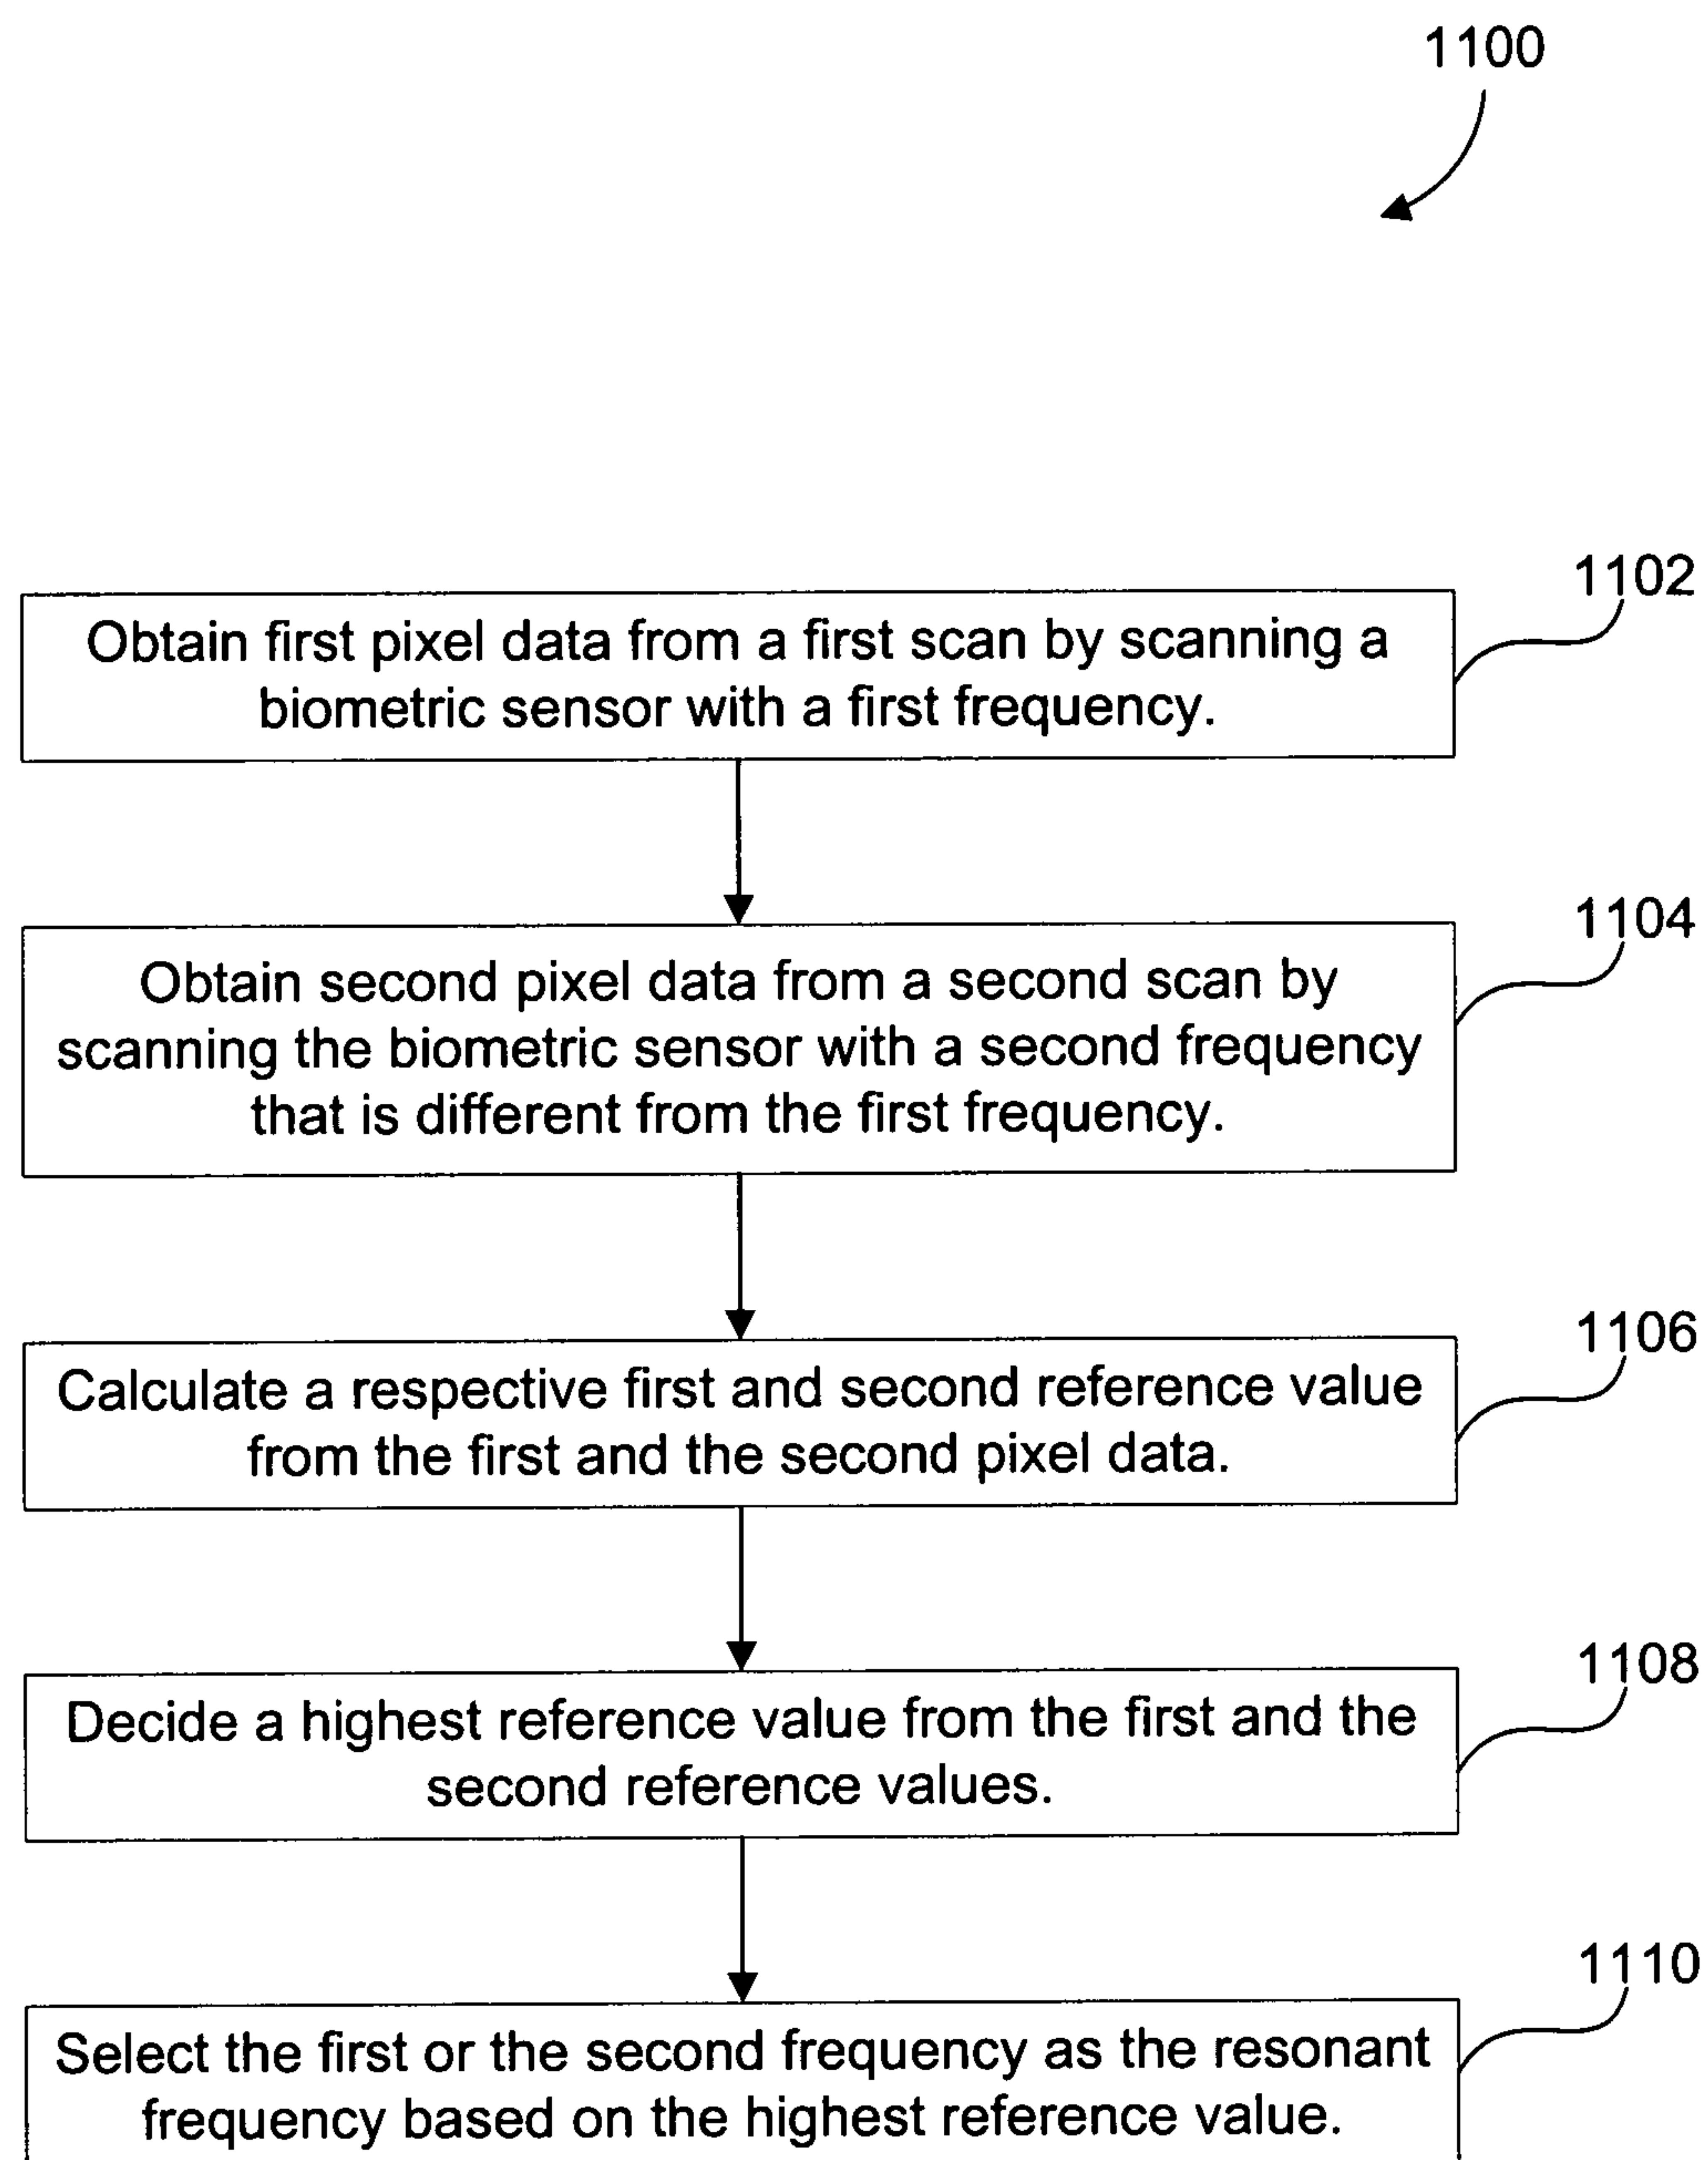 1100
1102
Obtain first pixel data from a first scan by scanning a
biometric sensor with a first frequency.
1104
Obtain second pixel data from a second scan by
scanning the biometric sensor with a second frequency
that is different from the first frequency.
1106
Calculate a respective first and second reference value
from the first and the second pixel data.
1108
Decide a highest reference value from the first and the
second reference values.
1110
Select the first or the second frequency as the resonant
frequency based on the highest reference value.